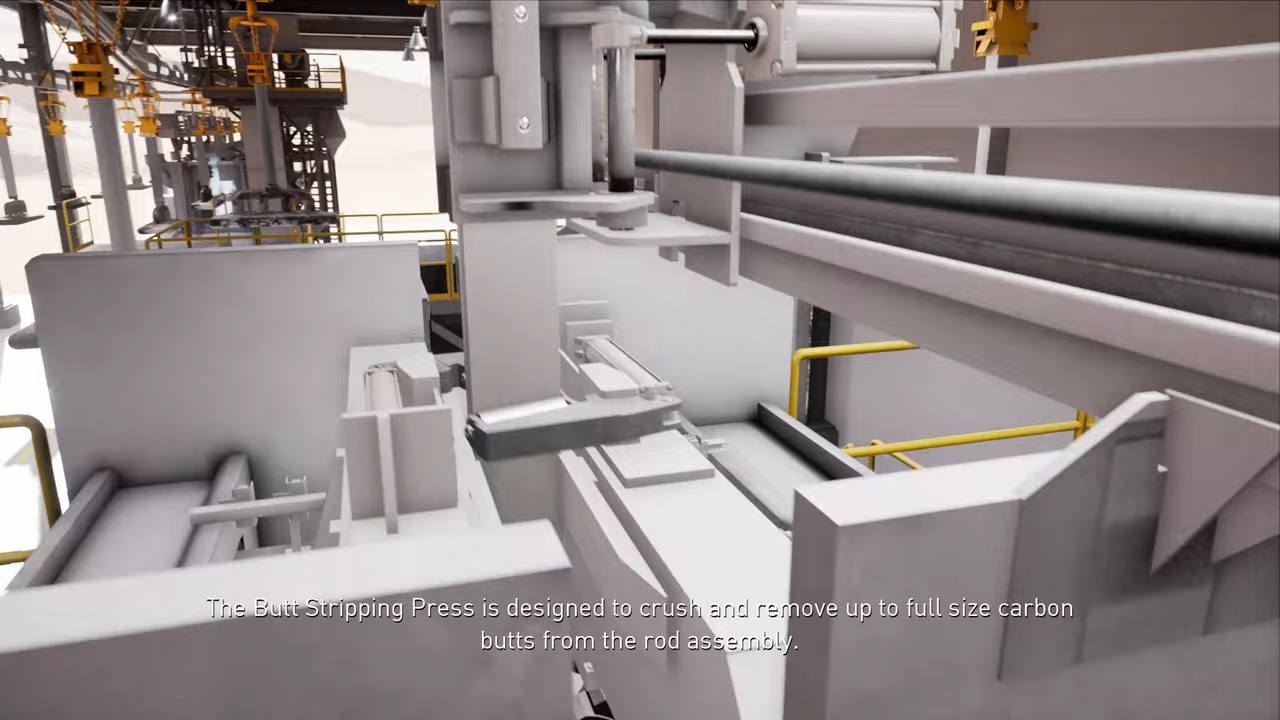 The Butt Stripping Press is designed to crush and remove up to full size carbon
butts from the rod assembly.